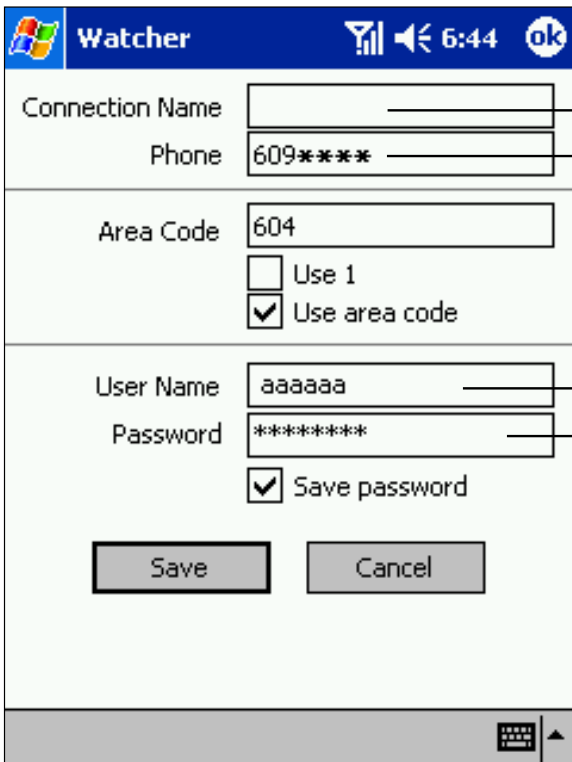 Watcher 6:44 ok
Connection Name
Phone 609****
Area Code 604
Use 1
Use area code
User Name aaaaaa
Password ********
Save password
Save Cancel